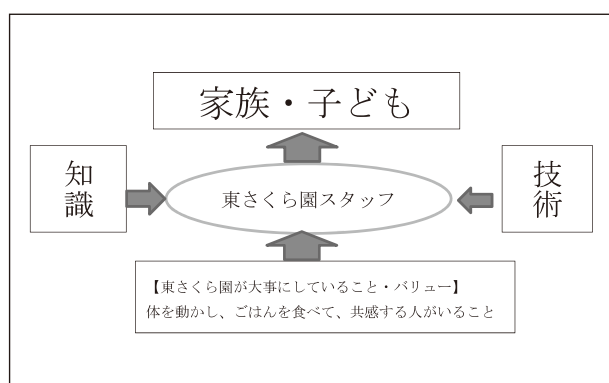 家族・子ども
知識
東さくら園スタッフ
技術
【東さくら園が大事にしていること・バリュー】
体を動かし、ごはんを食べて、共感する人がいること